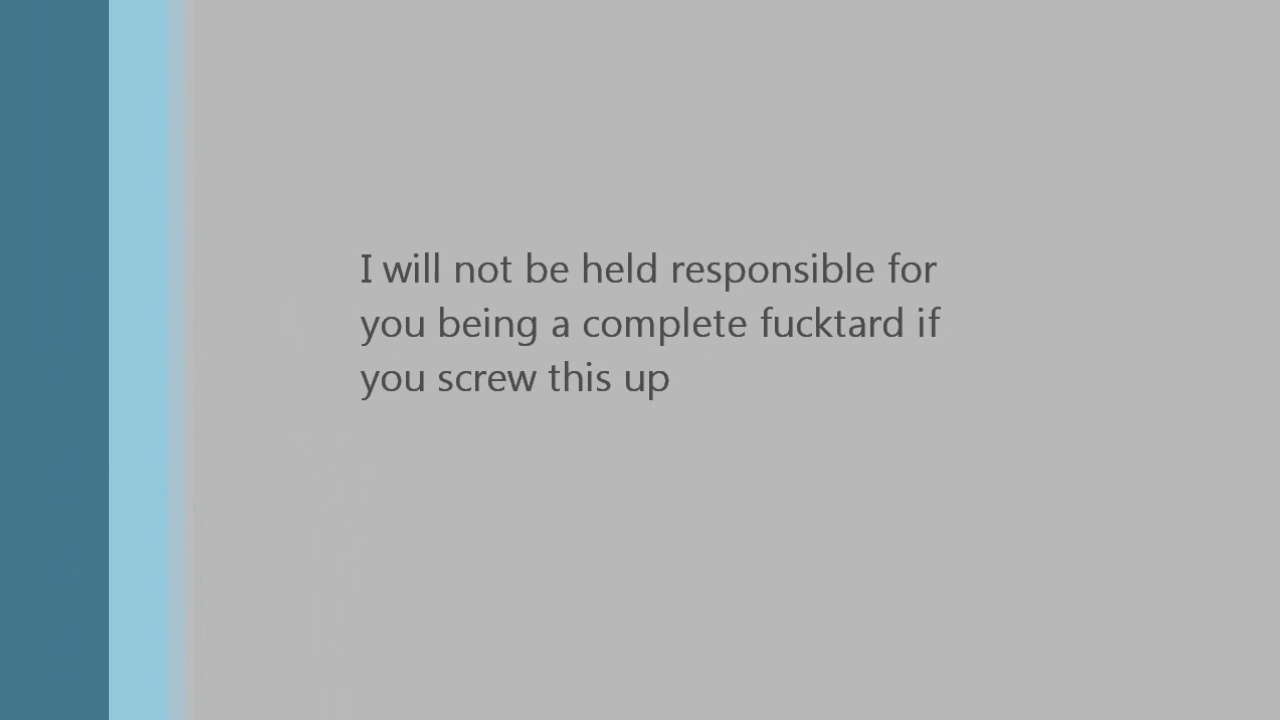 I will not be held responsible for
you being a complete fucktard if
you screw this up